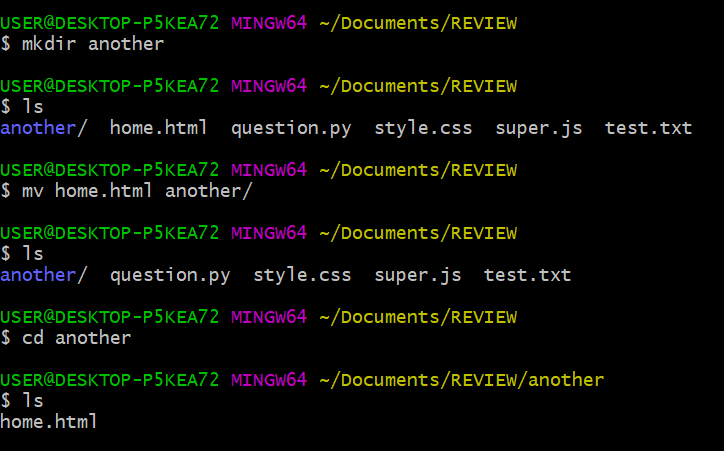 USER@DESKTOP-P5KEA72 MINGW64 ~/Documents/REVIEW
$ mkdir another
USER@DESKTOP-P5KEA72 MINGW64 ~/Documents/REVIEW
$ ls
another/  home.html  question.py  style.css  super.js  test.txt
USER@DESKTOP-P5KEA72 MINGW64 ~/Documents/REVIEW
$ mv home.html another/
USER@DESKTOP-P5KEA72 MINGW64 ~/Documents/REVIEW
$ ls
another/  question.py  style.css  super.js  test.txt
USER@DESKTOP-P5KEA72 MINGW64 ~/Documents/REVIEW
$ cd another
USER@DESKTOP-P5KEA72 MINGW64 ~/Documents/REVIEW/another
$ ls
home.html